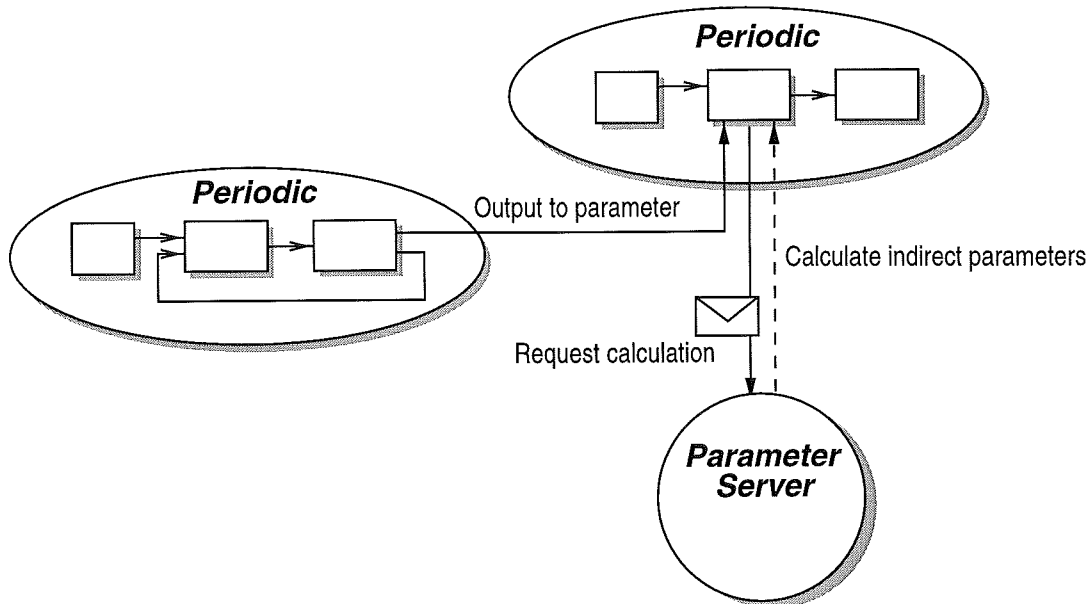 Periodic
Periodic
Output to parameter
Calculate indirect parameters
Request calculation
Parameter
Server